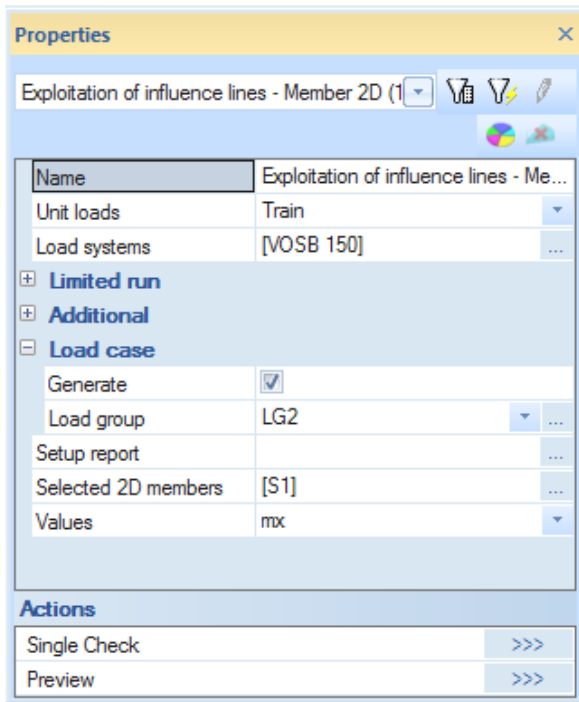 Properties
Exploitation of influence lines - Member 2D (1
Name Exploitation of influence lines - Me...
Unit loads Train
Load systems [VOSB 150] ...
Limited run
Additional
Load case
Generate
Load group LG2 ...
Setup report ...
Selected 2D members [S1] ...
Values mx
Actions
Single Check >>>
Preview >>>